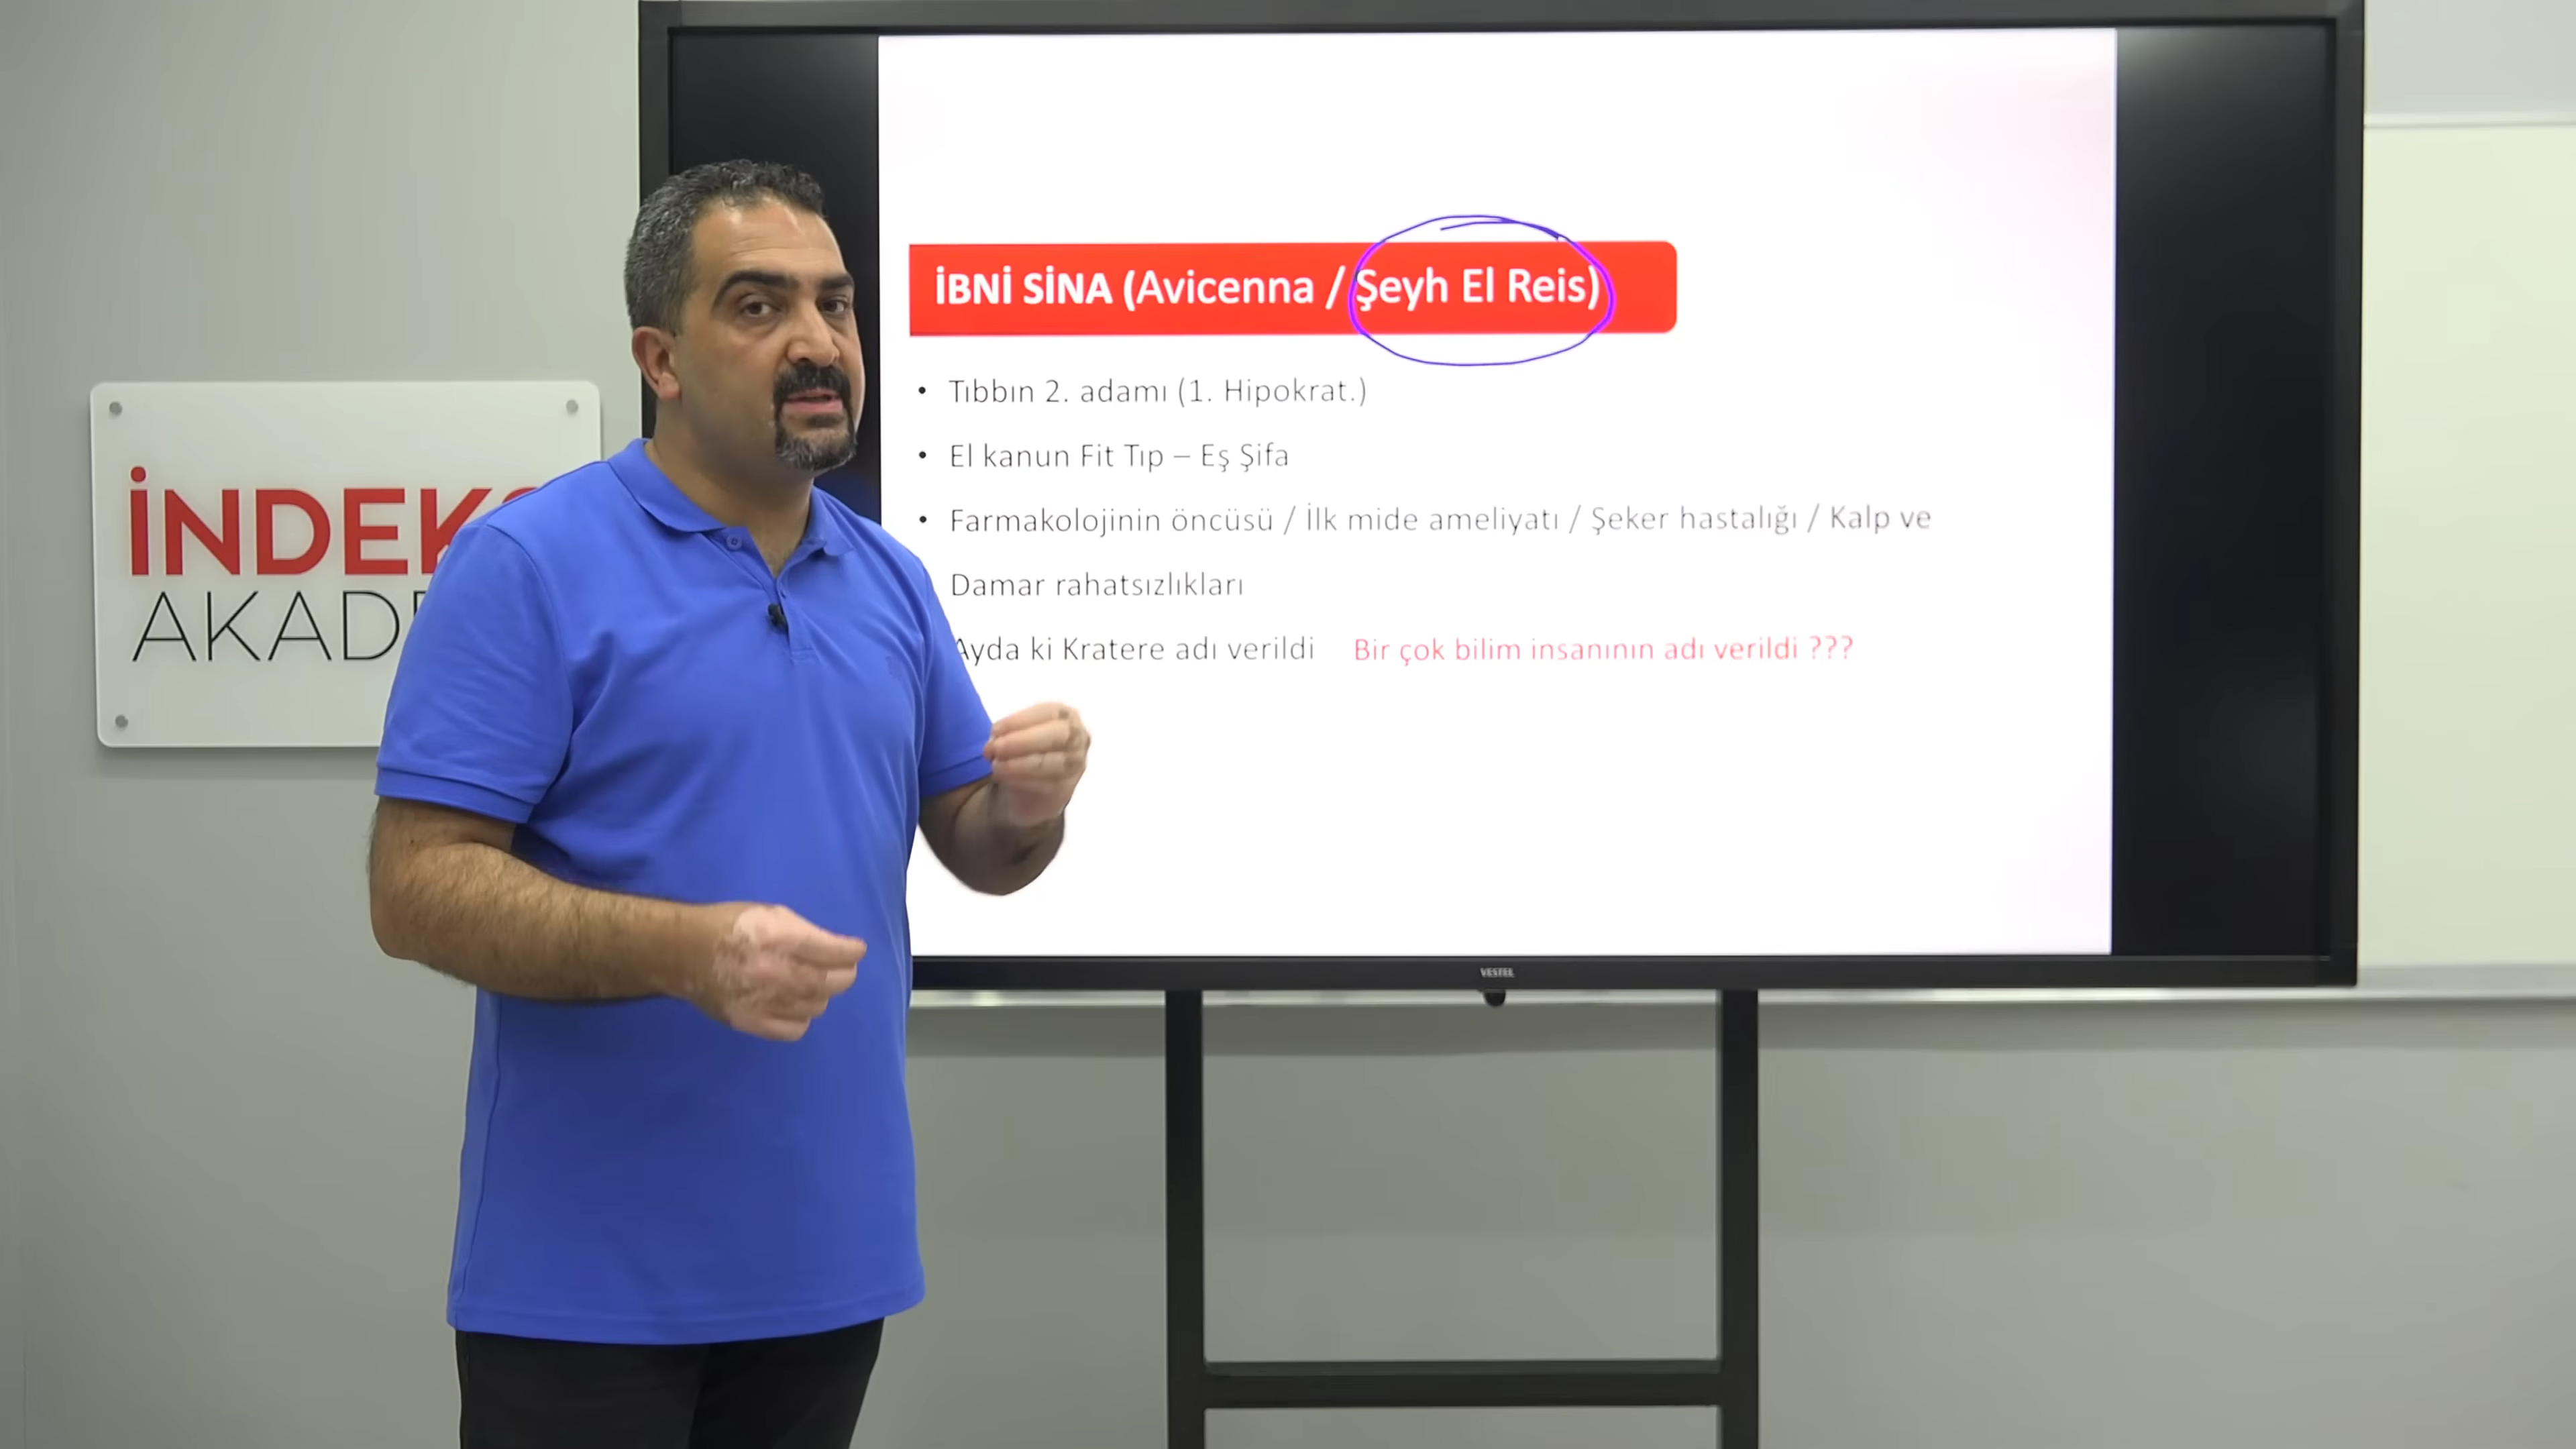 İNDEKS
AKAD
İBNİ SİNA (Avicenna / Şeyh El Reis)
• Tıbbın 2. adamı (1. Hipokrat.)
• El kanun Fit Tıp – Eş Şifa
• Farmakolojinin öncüsü / İlk mide ameliyatı / Şeker hastalığı / Kalp ve
Damar rahatsızlıkları
Ayda ki Kratere adı verildi Bir çok bilim insanının adı verildi ???
VESTEL